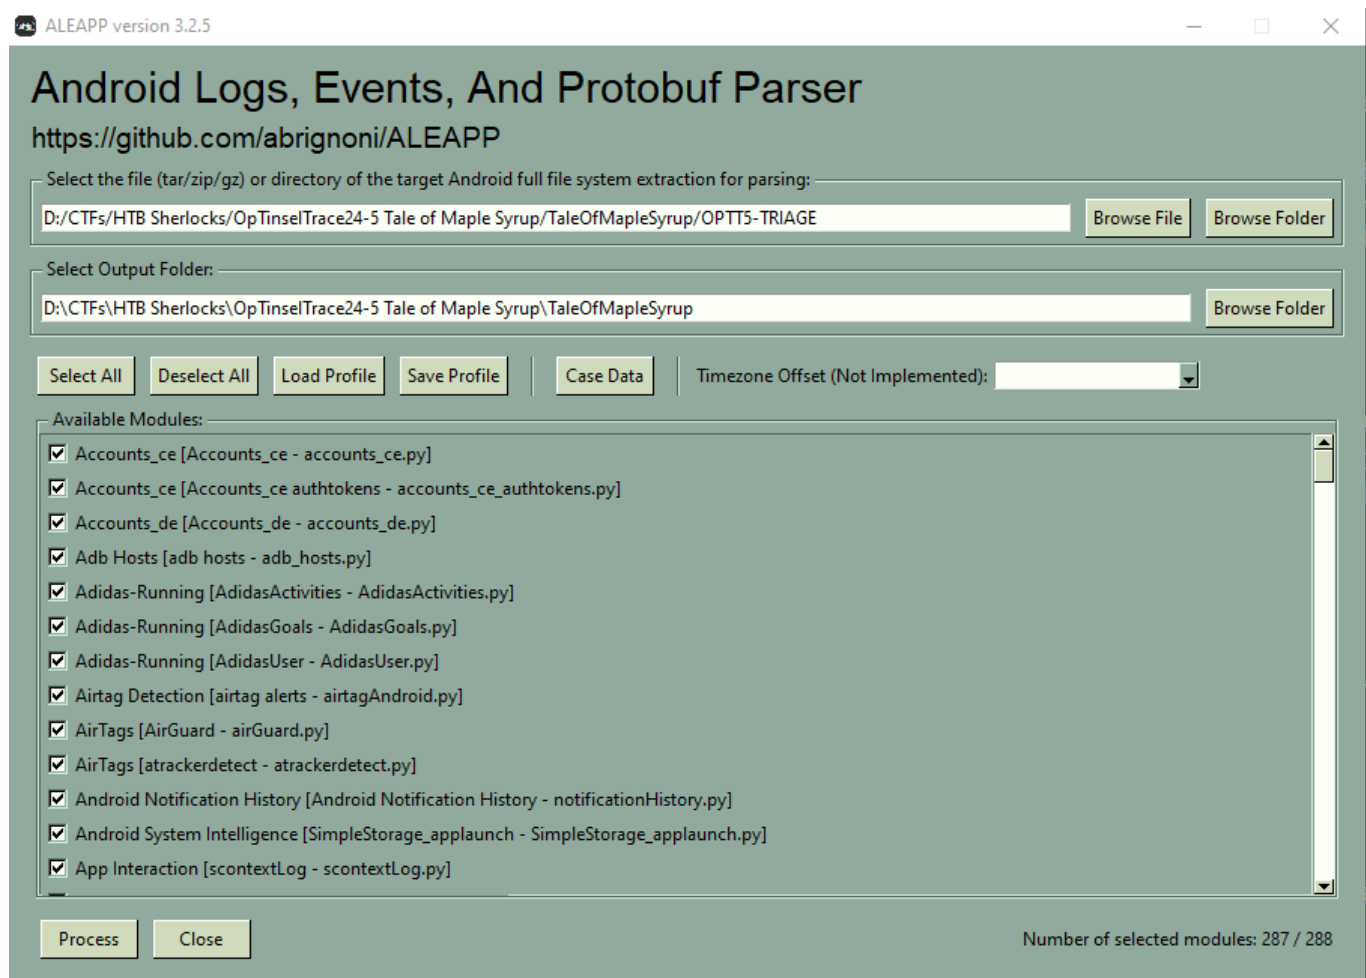 ALEAPP version 3.2.5
Android Logs, Events, And Protobuf Parser
https://github.com/abrignoni/ALEAPP
Select the file (tar/zip/gz) or directory of the target Android full file system extraction for parsing:
D:/CTFs/HTB Sherlocks/OpTinselTrace24-5 Tale of Maple Syrup/TaleOfMapleSyrup/OPTT5-TRIAGE Browse File Browse Folder
Select Output Folder:
D:\CTFs\HTB Sherlocks\OpTinselTrace24-5 Tale of Maple Syrup\TaleOfMapleSyrup Browse Folder
Select All Deselect All Load Profile Save Profile Case Data Timezone Offset (Not Implemented):
Available Modules:
Accounts_ce [Accounts_ce - accounts_ce.py]
Accounts_ce [Accounts_ce authtokens - accounts_ce_authtokens.py]
Accounts_de [Accounts_de - accounts_de.py]
Adb Hosts [adb hosts - adb_hosts.py]
Adidas-Running [AdidasActivities - AdidasActivities.py]
Adidas-Running [AdidasGoals - AdidasGoals.py]
Adidas-Running [AdidasUser - AdidasUser.py]
Airtag Detection [airtag alerts - airtagAndroid.py]
AirTags [AirGuard - airGuard.py]
AirTags [atrackerdetect - atrackerdetect.py]
Android Notification History [Android Notification History - notificationHistory.py]
Android System Intelligence [SimpleStorage_applaunch - SimpleStorage_applaunch.py]
App Interaction [scontextLog - scontextLog.py]
Process Close Number of selected modules: 287 / 288